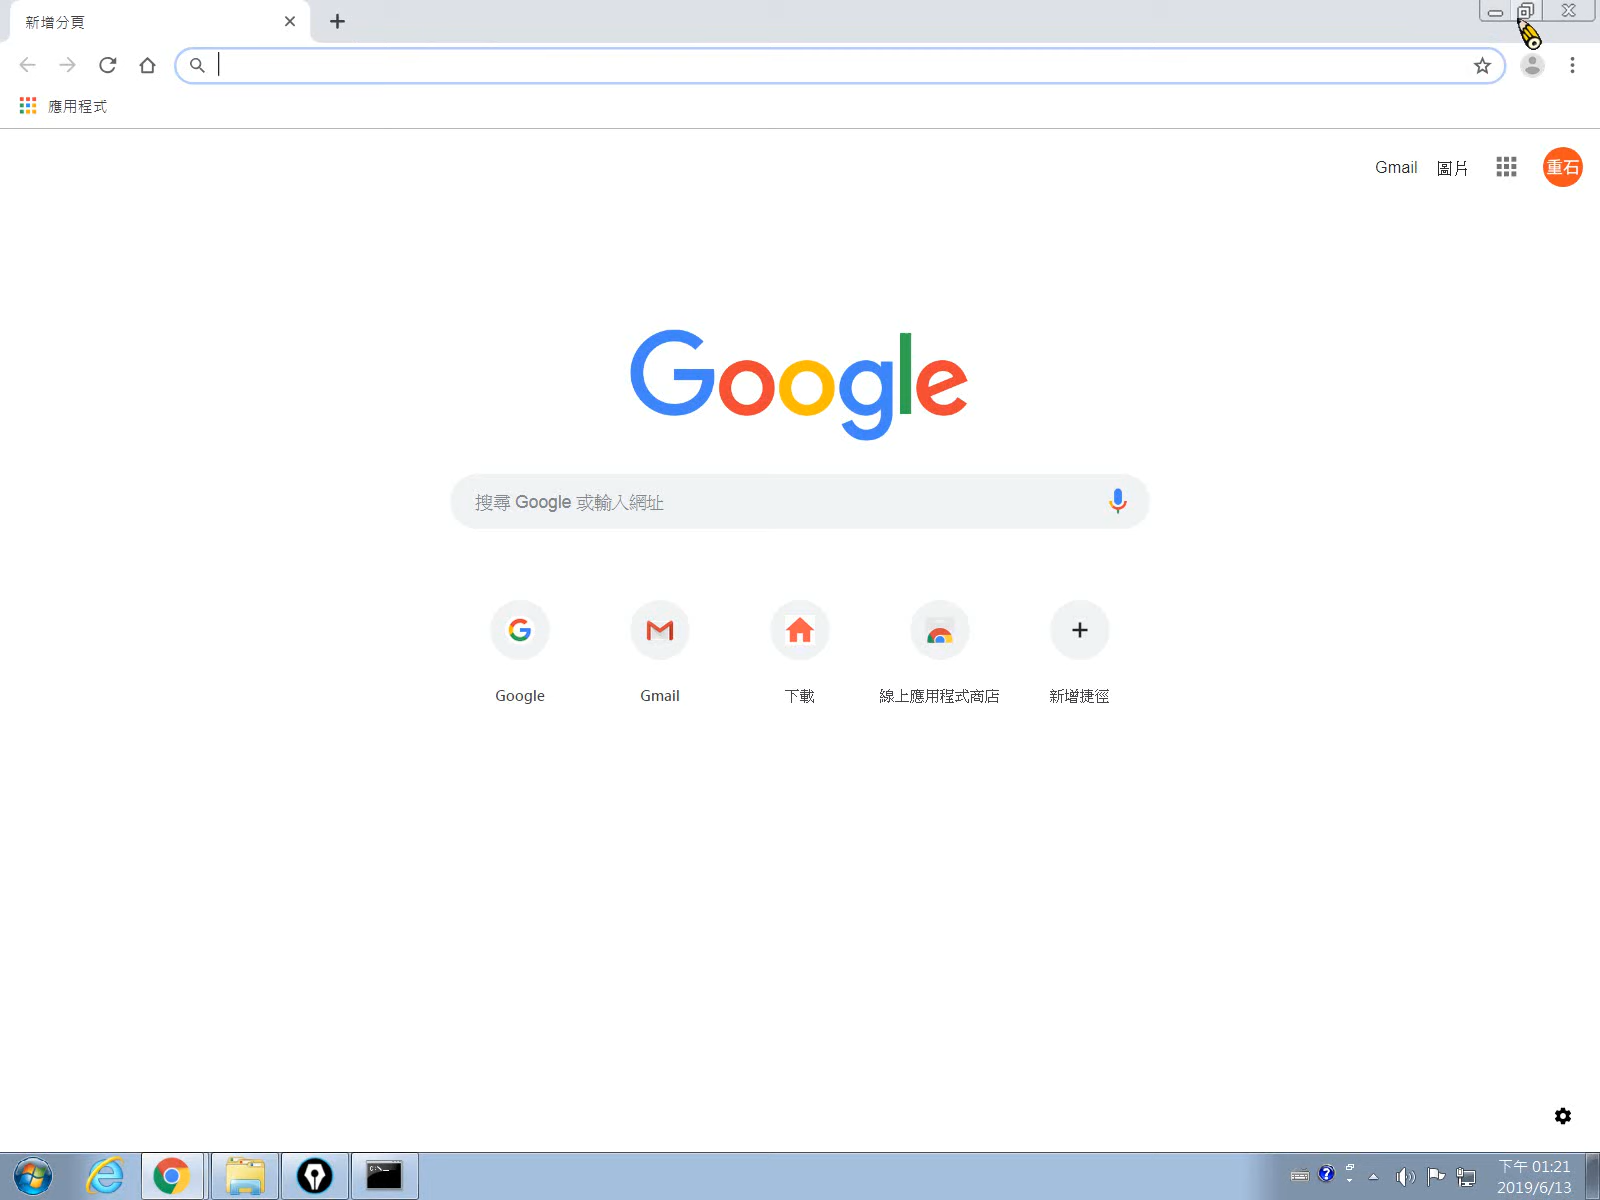 新增分頁
應用程式
Gmail 圖片
重石
Google
搜尋 Google 或輸入網址
Google
Gmail
下載
線上應用程式商店
新增捷徑
下午 01:21
2019/6/13